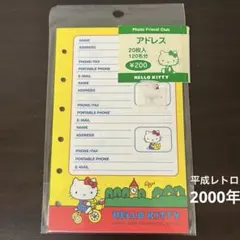 Photo Friend Club
アドレス
20枚入
120名分
¥200
HELLO KITTY
NAME
ADDRESS
PHONE/FAX
PORTABLE PHONE
E-MAIL
NAME
ADDRESS
PHONE/FAX
PORTABLE PHONE
E-MAIL
NAME
ADDRESS
PHONE/FAX
PORTABLE PHONE
E-MAIL
HELLO KITTY
平成レトロ
2000年